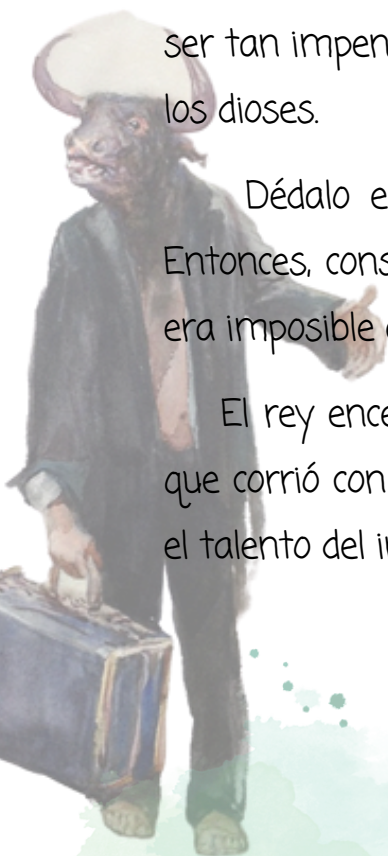 ser tan impen
los dioses.
Dédalo e
Entonces, cons
era imposible
El rey ence
que corrió con
el talento del i